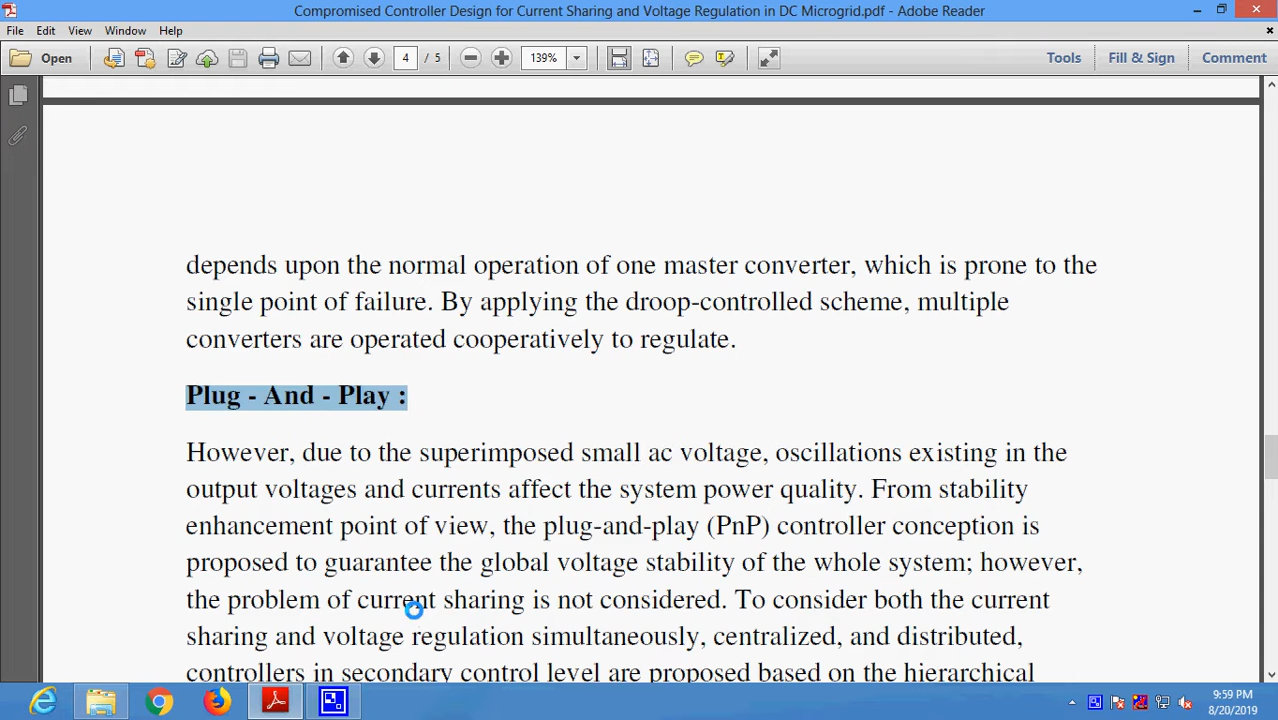 Compromised Controller Design for Current Sharing and Voltage Regulation in DC Microgrid.pdf - Adobe Reader
File Edit View Window Help
Open 4 / 5 139% Tools Fill & Sign Comment
depends upon the normal operation of one master converter, which is prone to the
single point of failure. By applying the droop-controlled scheme, multiple
converters are operated cooperatively to regulate.
Plug - And - Play :
However, due to the superimposed small ac voltage, oscillations existing in the
output voltages and currents affect the system power quality. From stability
enhancement point of view, the plug-and-play (PnP) controller conception is
proposed to guarantee the global voltage stability of the whole system; however,
the problem of current sharing is not considered. To consider both the current
sharing and voltage regulation simultaneously, centralized, and distributed,
controllers in secondary control level are proposed based on the hierarchical
9:59 PM
8/20/2019